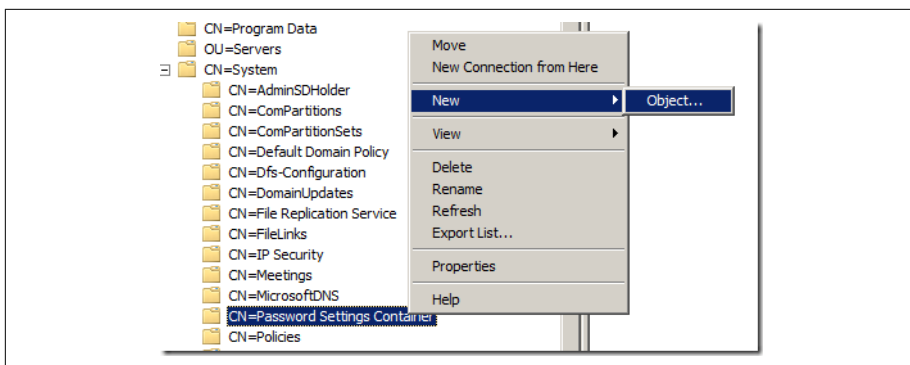 CN=Program Data
OU=Servers
CN=System
CN=AdminSDHolder
CN=ComPartitions
CN=ComPartitionSets
CN=Default Domain Policy
CN=Dfs-Configuration
CN=DomainUpdates
CN=File Replication Service
CN=FileLinks
CN=IP Security
CN=Meetings
CN=MicrosoftDNS
CN=Password Settings Container
CN=Policies
Move
New Connection from Here
New
Object...
View
Delete
Rename
Refresh
Export List...
Properties
Help